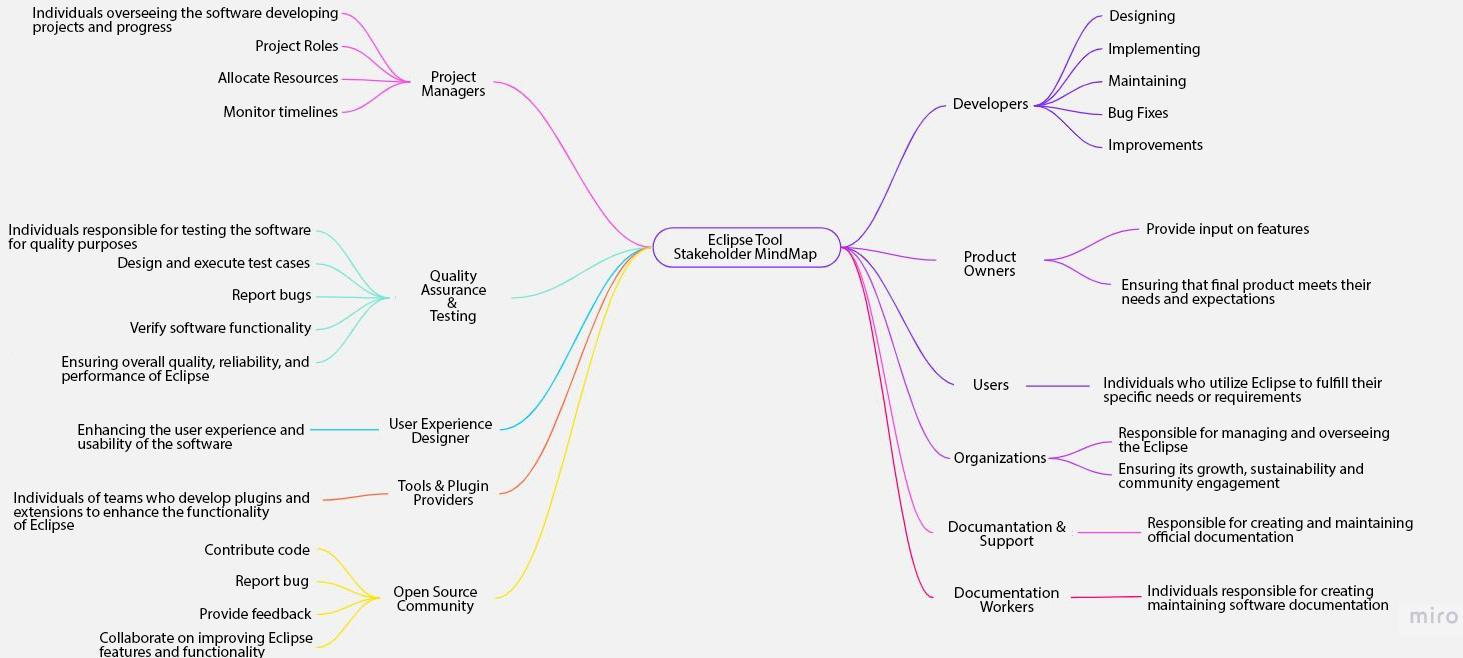 Eclipse Tool
Stakeholder MindMap
Project
Managers
Individuals overseeing the software developing
projects and progress
Project Roles
Allocate Resources
Monitor timelines
Quality
Assurance
&
Testing
Individuals responsible for testing the software
for quality purposes
Design and execute test cases
Report bugs
Verify software functionality
Ensuring overall quality, reliability, and
performance of Eclipse
User Experience
Designer
Enhancing the user experience and
usability of the software
Tools & Plugin
Providers
Individuals of teams who develop plugins and
extensions to enhance the functionality
of Eclipse
Open Source
Community
Contribute code
Report bug
Provide feedback
Collaborate on improving Eclipse
features and functionality
Developers
Designing
Implementing
Maintaining
Bug Fixes
Improvements
Product
Owners
Provide input on features
Ensuring that final product meets their
needs and expectations
Users
Individuals who utilize Eclipse to fulfill their
specific needs or requirements
Organizations
Responsible for managing and overseeing
the Eclipse
Ensuring its growth, sustainability and
community engagement
Documantation &
Support
Responsible for creating and maintaining
official documentation
Documentation
Workers
Individuals responsible for creating
maintaining software documentation
miro